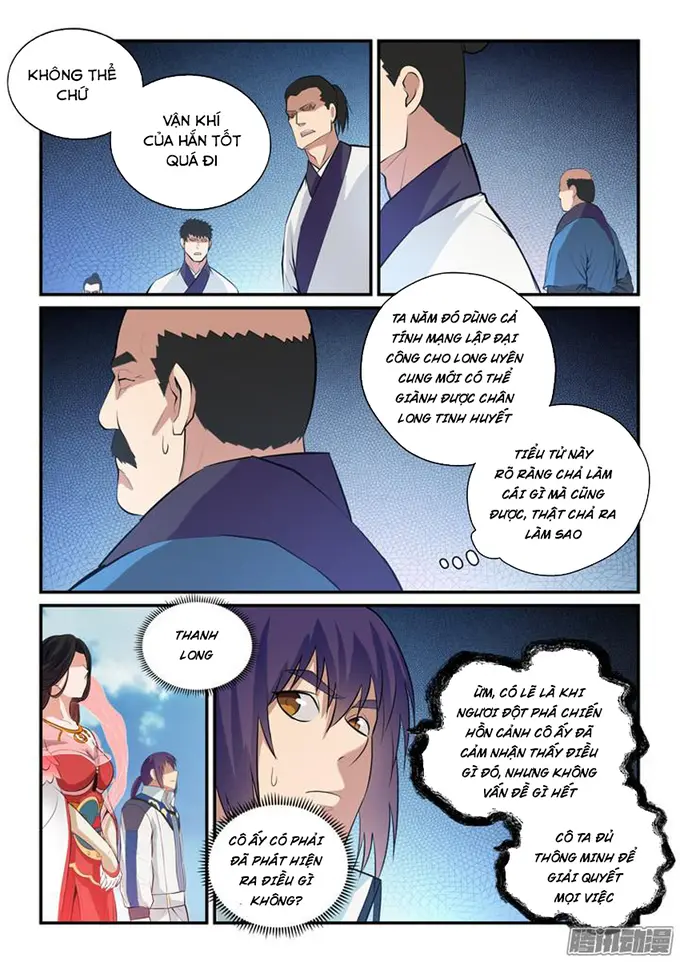 KHÔNG THỂ
CHỨ
VẬN KHÍ
CỦA HẮN TỐT
QUÁ ĐI
TA NĂM ĐÓ DÙNG CẢ
TÍNH MẠNG LẬP ĐẠI
CÔNG CHO LONG UYÊN
CUNG MỚI CÓ THỂ
GIÀNH ĐƯỢC CHÂN
LONG TINH HUYẾT
TIỂU TỬ NÀY
RÕ RÀNG CHẢ LÀM
CÁI GÌ MÀ CŨNG
ĐƯỢC, THẬT CHẢ RA
LÀM SAO
THANH
LONG
ỪM, CÓ LẼ LÀ KHI
NGƯƠI ĐỘT PHÁ CHIẾN
HỒN CẢNH CÔ ẤY ĐÃ
CẢM NHẬN THẤY ĐIỀU
GÌ ĐÓ, NHƯNG KHÔNG
VẤN ĐỀ GÌ HẾT
CÔ ẤY CÓ PHẢI
ĐÃ PHÁT HIỆN
RA ĐIỀU GÌ
KHÔNG?
CÔ TA ĐỦ
THÔNG MINH ĐỂ
GIẢI QUYẾT
MỌI VIỆC
腾讯动漫